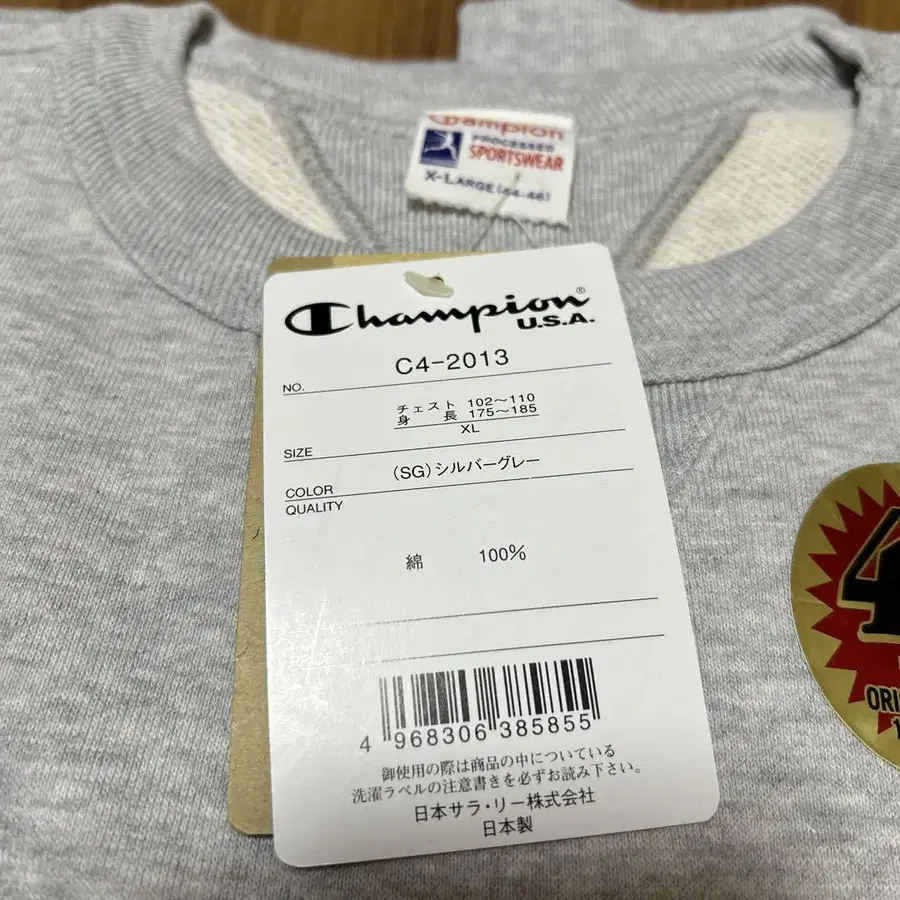 Champion
PROCESSED
SPORTSWEAR
X-LARGE (44-46)
Champion®
U.S.A.
NO. C4-2013
チェスト 102〜110
身長 175〜185
SIZE XL
COLOR (SG)シルバーグレー
QUALITY
綿 100%
4 968306 385855
御使用の際は商品の中についている
洗濯ラベルの注意書きを必ずお読み下さい。
日本サラ・リー株式会社
日本製